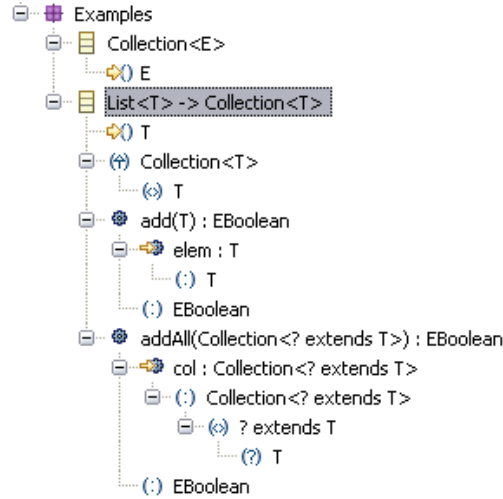 Examples
Collection<E>
E
List<T> -> Collection<T>
T
Collection<T>
T
add(T) : EBoolean
elem : T
T
EBoolean
addAll(Collection<? extends T>) : EBoolean
col : Collection<? extends T>
Collection<? extends T>
? extends T
T
EBoolean